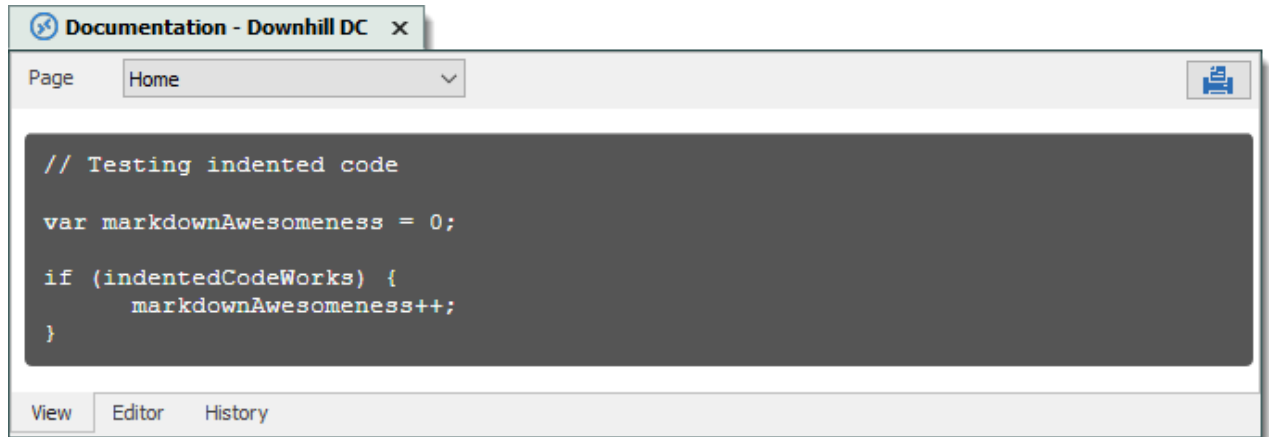 Documentation - Downhill DC x
Page Home
// Testing indented code
var markdownAwesomeness = 0;
if (indentedCodeWorks) {
markdownAwesomeness++;
}
View Editor History